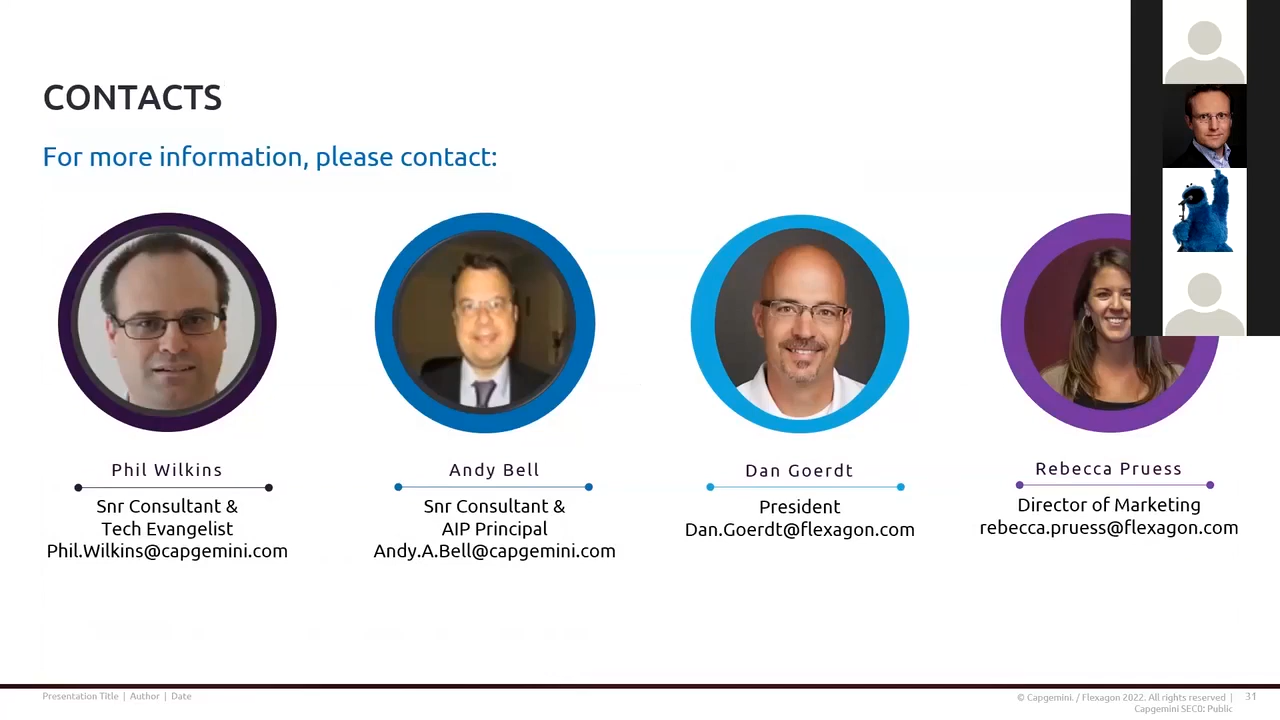 CONTACTS
For more information, please contact:
Phil Wilkins
Snr Consultant &
Tech Evangelist
Phil.Wilkins@capgemini.com
Andy Bell
Snr Consultant &
AIP Principal
Andy.A.Bell@capgemini.com
Dan Goerdt
President
Dan.Goerdt@flexagon.com
Rebecca Pruess
Director of Marketing
rebecca.pruess@flexagon.com
Presentation Title | Author | Date
© Capgemini. / Flexagon 2022. All rights reserved | 31
Capgemini SEC0: Public